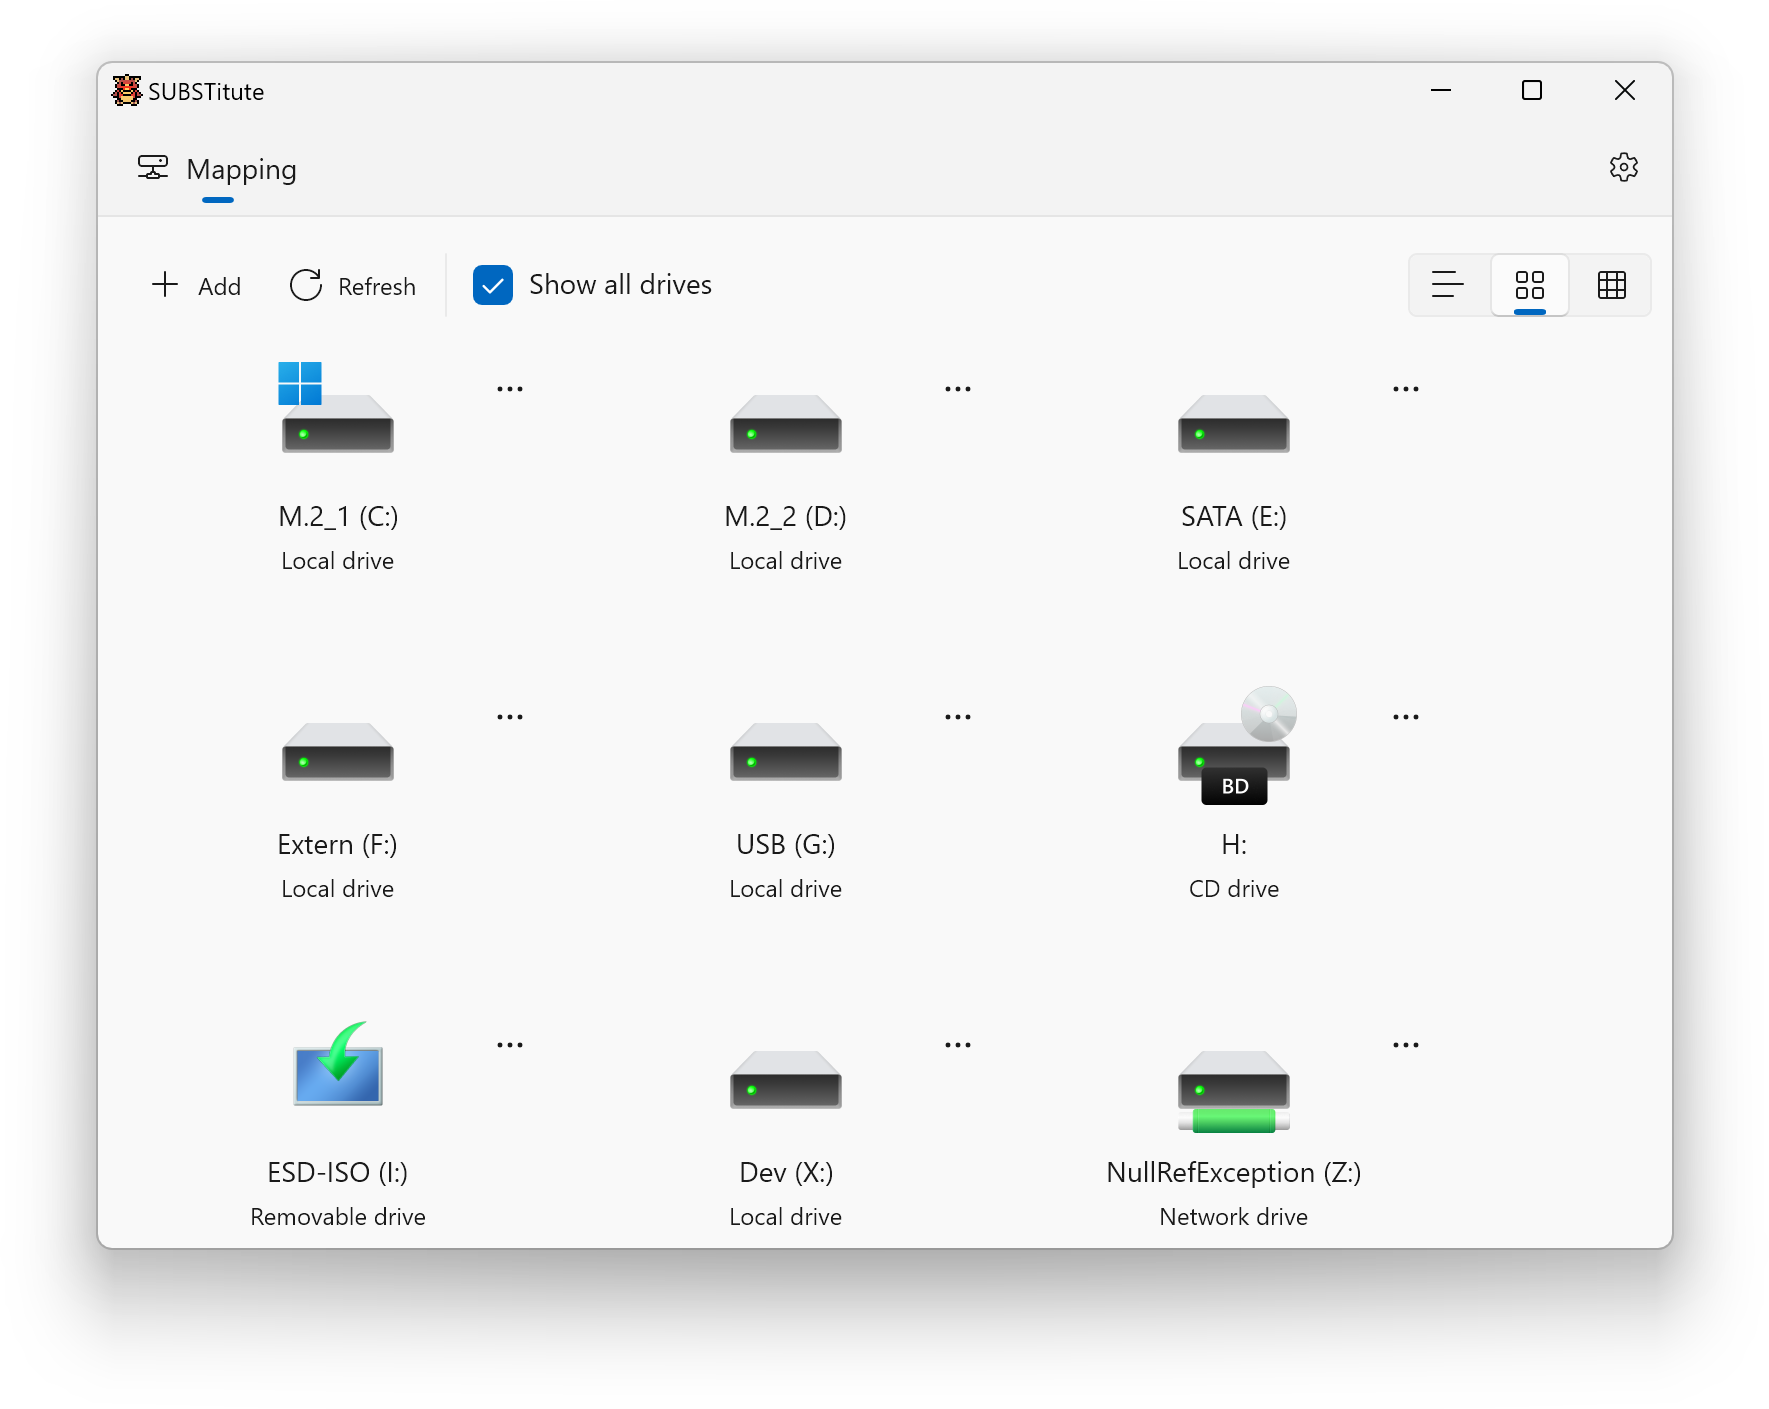 SUBSTitute
Mapping
Add
Refresh
Show all drives
M.2_1 (C:)
Local drive
M.2_2 (D:)
Local drive
SATA (E:)
Local drive
Extern (F:)
Local drive
USB (G:)
Local drive
BD
H:
CD drive
ESD-ISO (I:)
Removable drive
Dev (X:)
Local drive
NullRefException (Z:)
Network drive